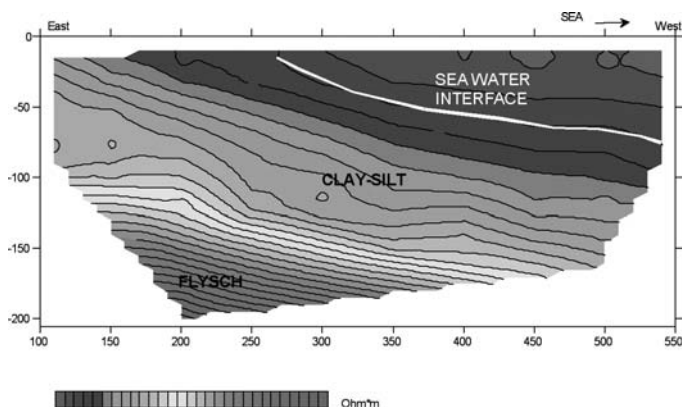 East
SEA
West
0
SEA WATER
INTERFACE
-50
-100
CLAY-SILT
-150
FLYSCH
-200
100 150 200 250 300 350 400 450 500 550
Ohm*m